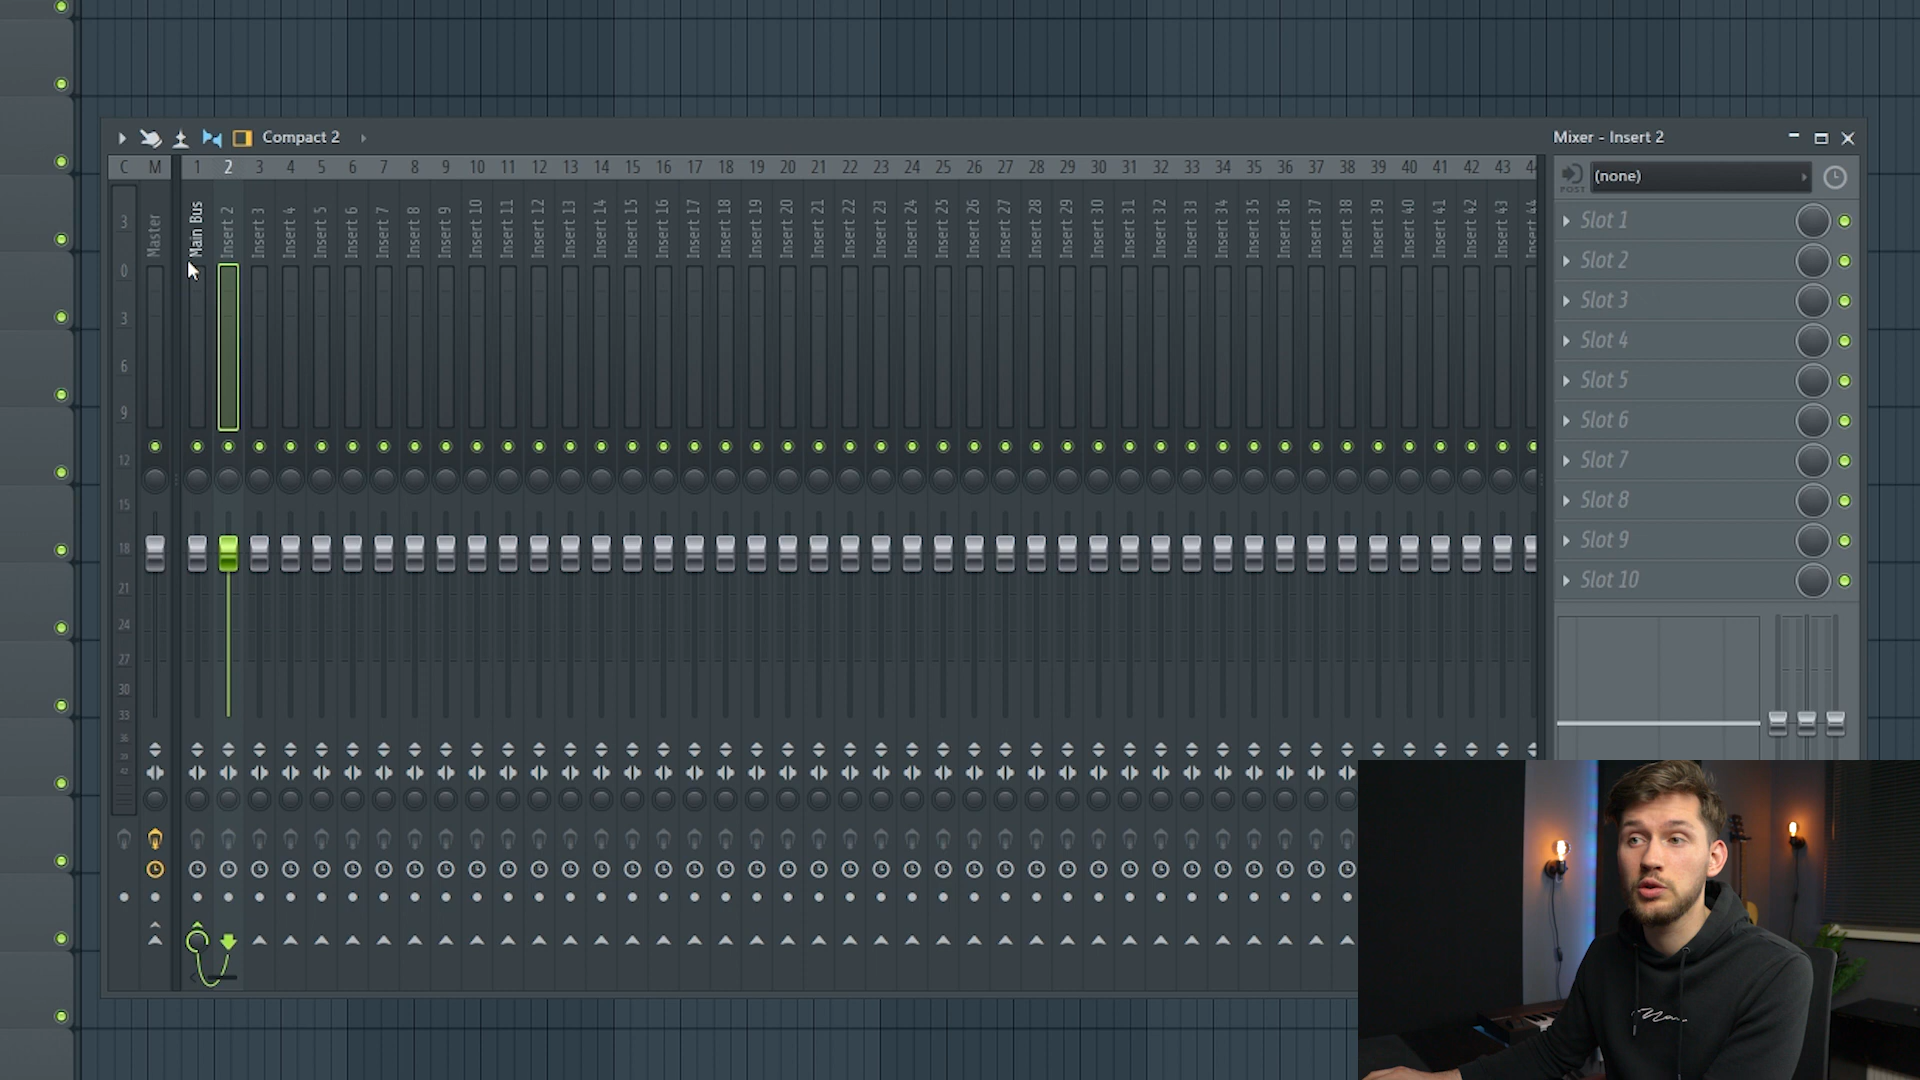 Compact 2
Mixer - Insert 2
C M 1 2 3 4 5 6 7 8 9 10 11 12 13 14 15 16 17 18 19 20 21 22 23 24 25 26 27 28 29 30 31 32 33 34 35 36 37 38 39 40 41 42 43 44
POST (none)
Master
Main Bus
Insert 2
Insert 3
Insert 4
Insert 5
Insert 6
Insert 7
Insert 8
Insert 9
Insert 10
Insert 11
Insert 12
Insert 13
Insert 14
Insert 15
Insert 16
Insert 17
Insert 18
Insert 19
Insert 20
Insert 21
Insert 22
Insert 23
Insert 24
Insert 25
Insert 26
Insert 27
Insert 28
Insert 29
Insert 30
Insert 31
Insert 32
Insert 33
Insert 34
Insert 35
Insert 36
Insert 37
Insert 38
Insert 39
Insert 40
Insert 41
Insert 42
Insert 43
Insert 44
3
0
3
6
9
12
15
18
21
24
27
30
33
36
42
Slot 1
Slot 2
Slot 3
Slot 4
Slot 5
Slot 6
Slot 7
Slot 8
Slot 9
Slot 10